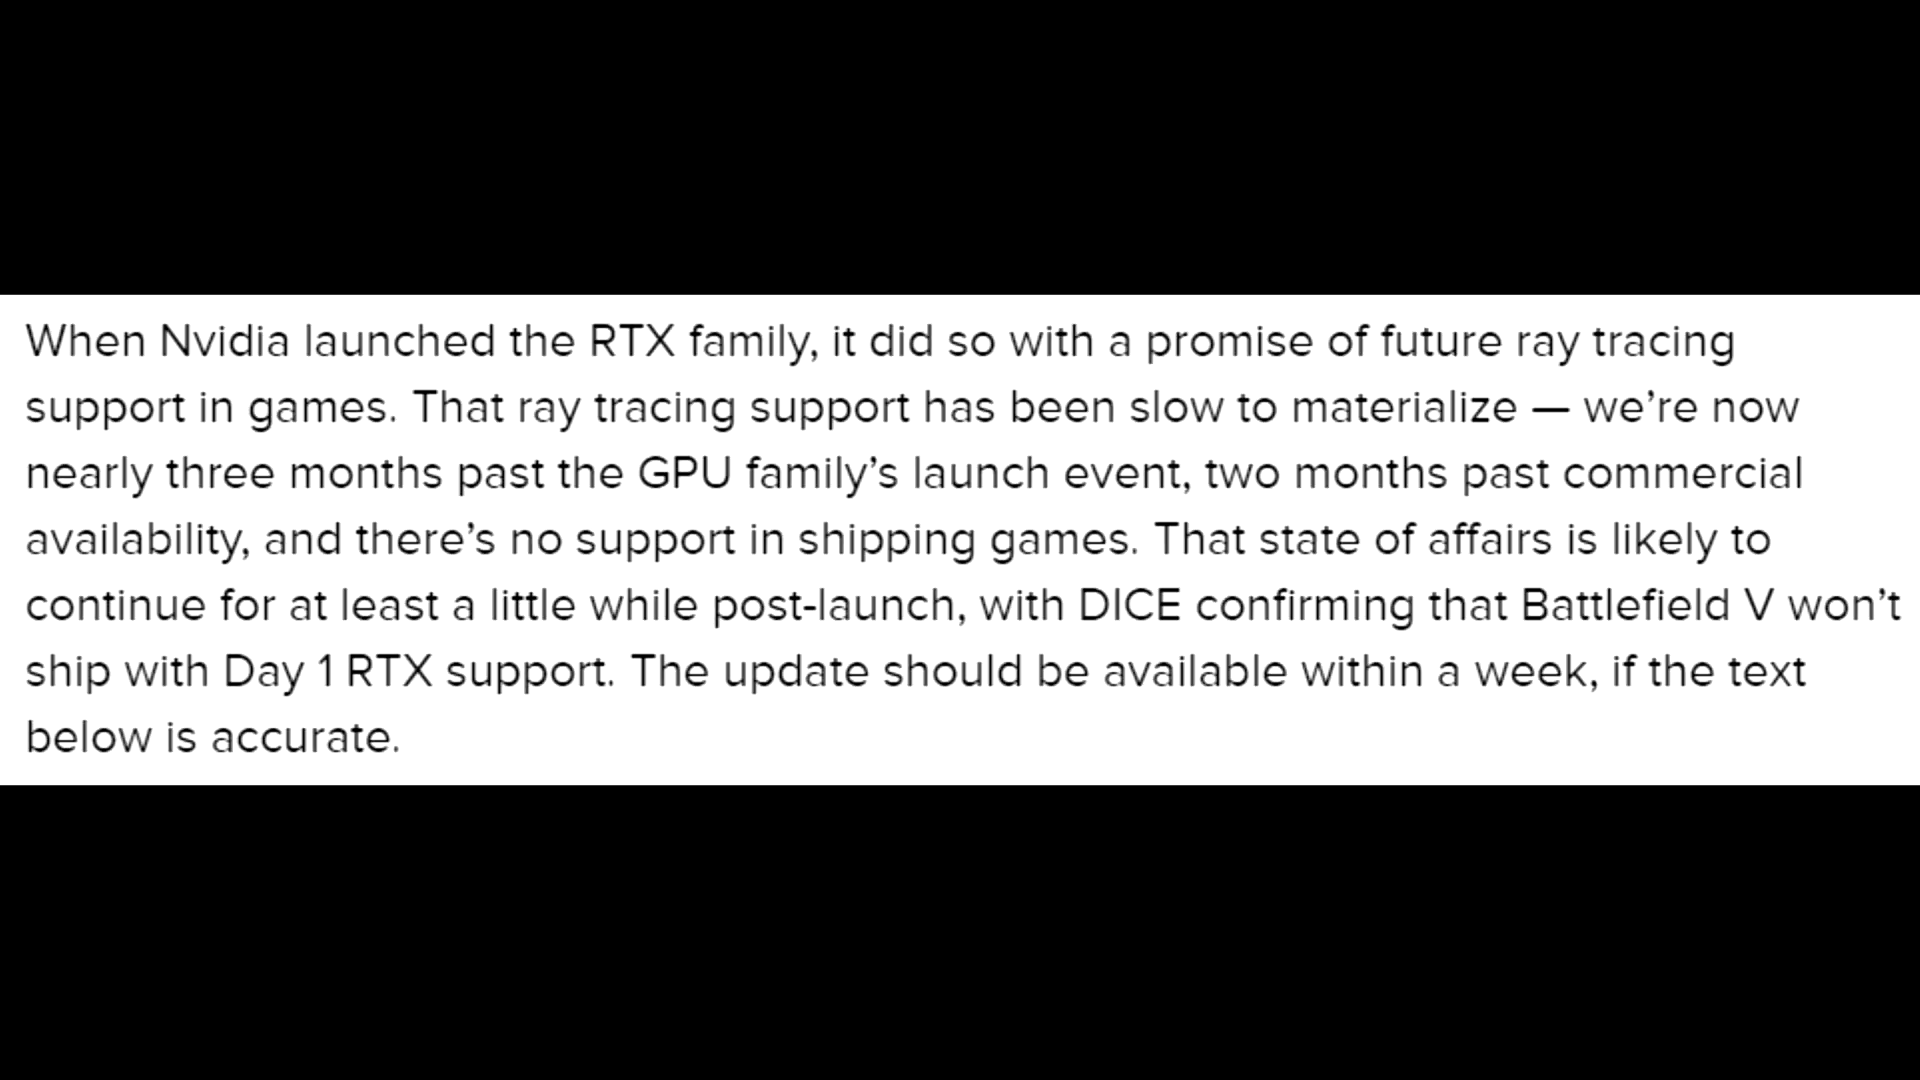 When Nvidia launched the RTX family, it did so with a promise of future ray tracing
support in games. That ray tracing support has been slow to materialize — we’re now
nearly three months past the GPU family’s launch event, two months past commercial
availability, and there’s no support in shipping games. That state of affairs is likely to
continue for at least a little while post-launch, with DICE confirming that Battlefield V won’t
ship with Day 1 RTX support. The update should be available within a week, if the text
below is accurate.